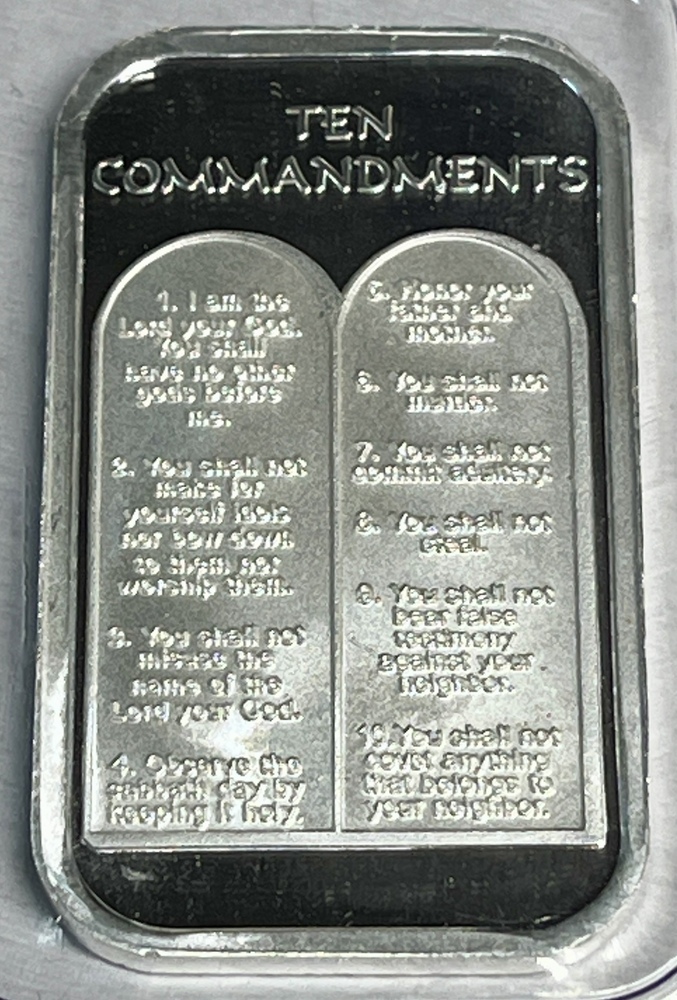 TEN
COMMANDMENTS
1. I am the
Lord your God.
You shall
have no other
gods before
me.
2. You shall not
make for
yourself idols
nor bow down
to them nor
worship them.
3. You shall not
misuse the
name of the
Lord your God.
4. Observe the
sabbath day by
keeping it holy.
5. Honor your
father and
mother.
6. You shall not
murder.
7. You shall not
commit adultery.
8. You shall not
steal.
9. You shall not
bear false
testimony
against your
neighbor.
10. You shall not
covet anything
that belongs to
your neighbor.